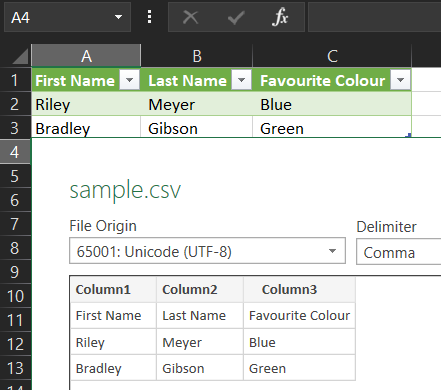 A4 fx
A B C
1 First Name Last Name Favourite Colour
2 Riley Meyer Blue
3 Bradley Gibson Green
4
5
sample.csv
6
7 File Origin Delimiter
8 65001: Unicode (UTF-8) Comma
9
10 Column1 Column2 Column3
11 First Name Last Name Favourite Colour
12 Riley Meyer Blue
13 Bradley Gibson Green